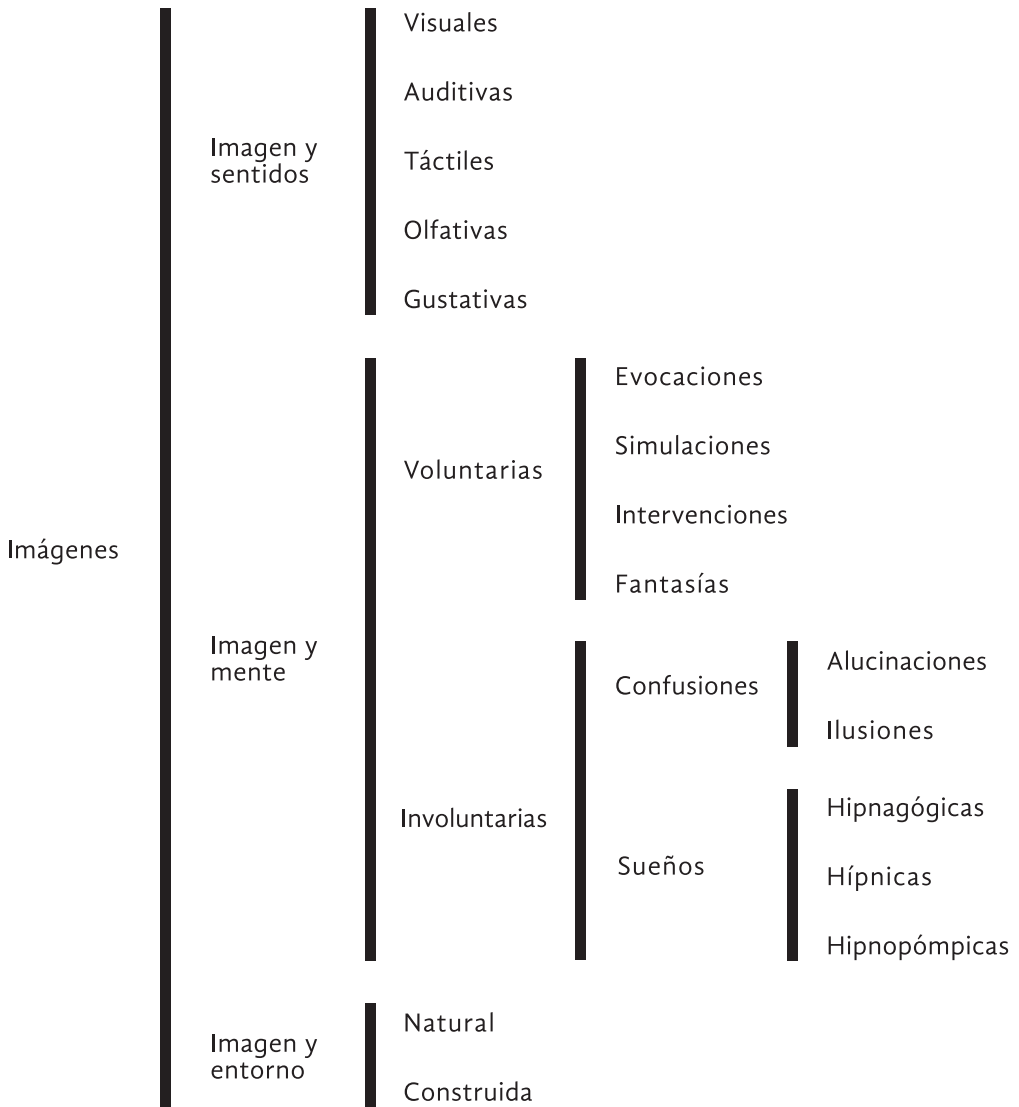 Imágenes
Imagen y
sentidos
Visuales
Auditivas
Táctiles
Olfativas
Gustativas
Imagen y
mente
Voluntarias
Evocaciones
Simulaciones
Intervenciones
Fantasías
Involuntarias
Confusiones
Alucinaciones
Ilusiones
Sueños
Hipnagógicas
Hípnicas
Hipnopómpicas
Imagen y
entorno
Natural
Construida